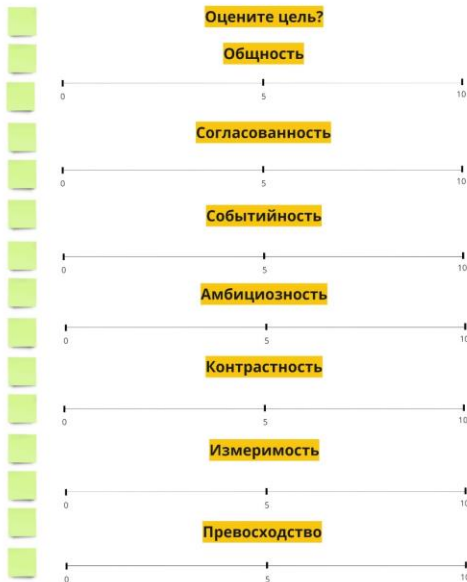 Оцените цель?
Общность
0 5 10
Согласованность
0 5 10
Событийность
0 5 10
Амбициозность
0 5 10
Контрастность
0 5 10
Измеримость
0 5 10
Превосходство
0 5 10